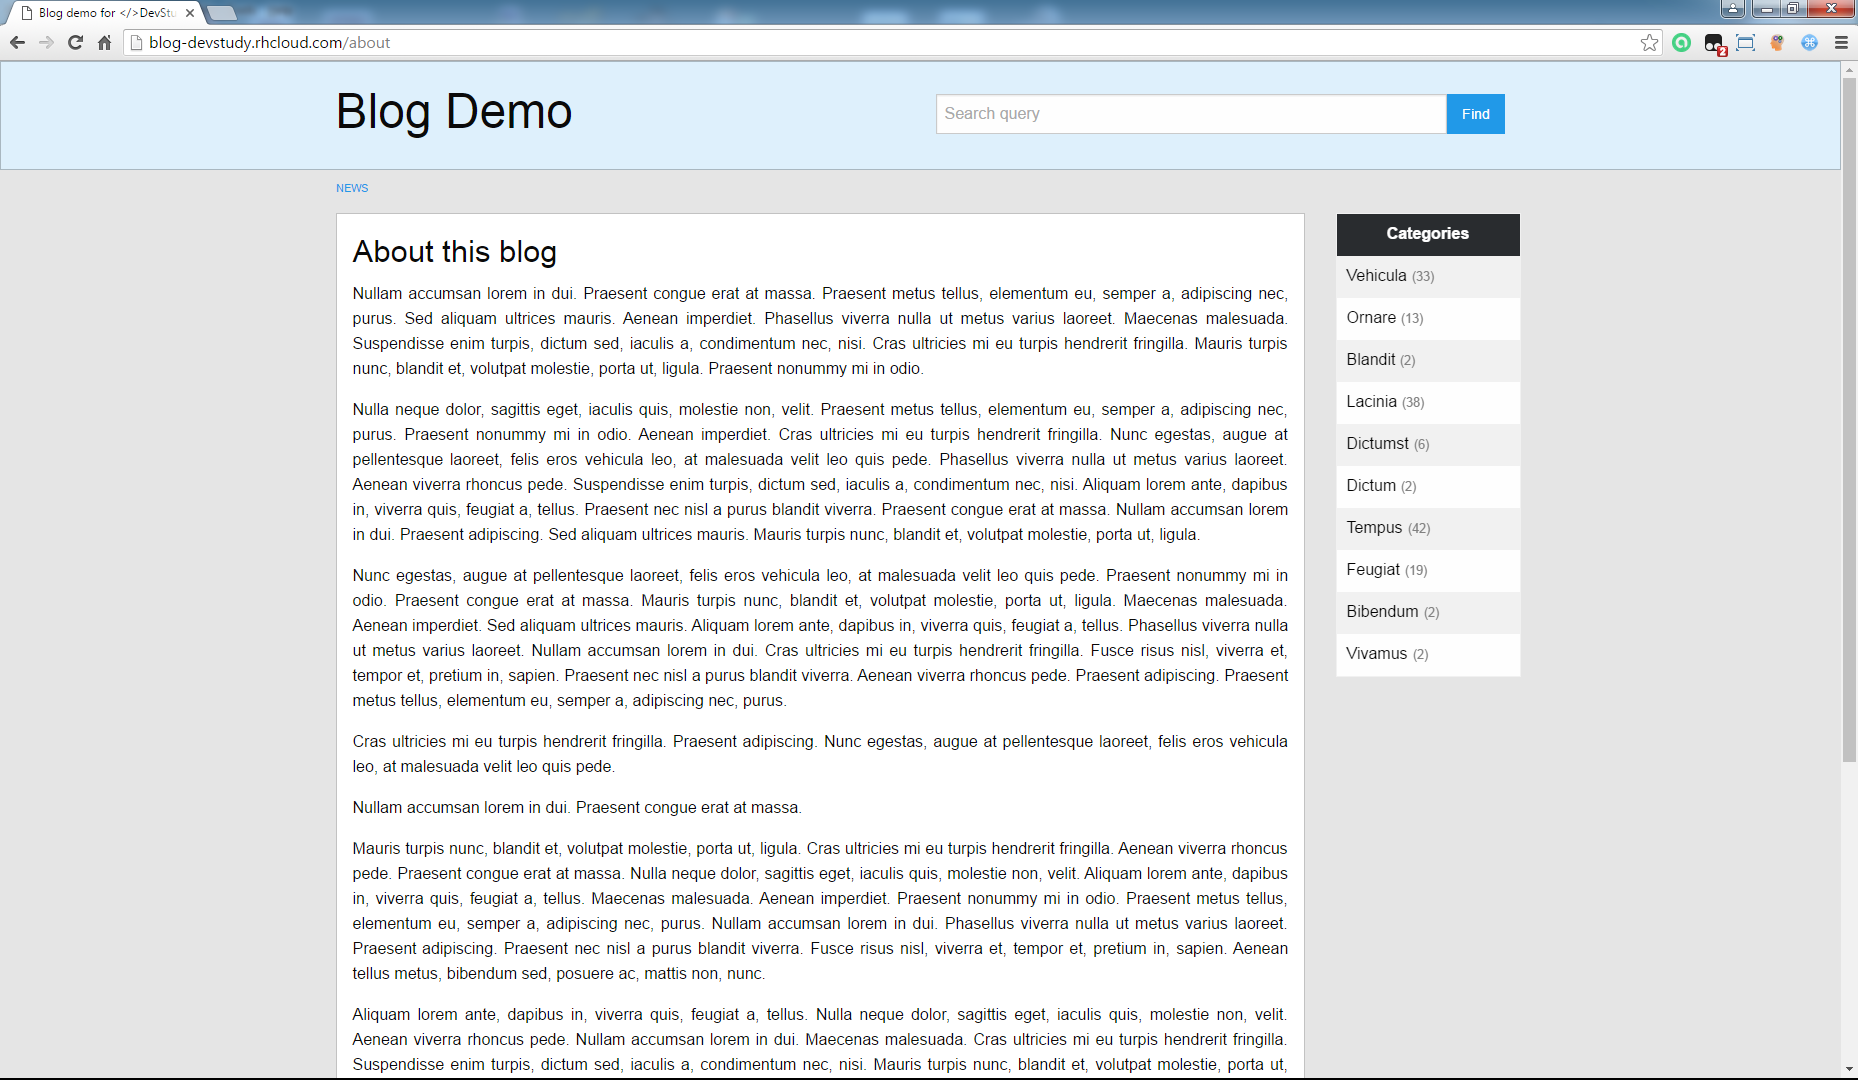 Blog demo for </>DevStu
blog-devstudy.rhcloud.com/about
2
Blog Demo
Search query
Find
NEWS
About this blog
Nullam accumsan lorem in dui. Praesent congue erat at massa. Praesent metus tellus, elementum eu, semper a, adipiscing nec,
purus. Sed aliquam ultrices mauris. Aenean imperdiet. Phasellus viverra nulla ut metus varius laoreet. Maecenas malesuada.
Suspendisse enim turpis, dictum sed, iaculis a, condimentum nec, nisi. Cras ultricies mi eu turpis hendrerit fringilla. Mauris turpis
nunc, blandit et, volutpat molestie, porta ut, ligula. Praesent nonummy mi in odio.
Nulla neque dolor, sagittis eget, iaculis quis, molestie non, velit. Praesent metus tellus, elementum eu, semper a, adipiscing nec,
purus. Praesent nonummy mi in odio. Aenean imperdiet. Cras ultricies mi eu turpis hendrerit fringilla. Nunc egestas, augue at
pellentesque laoreet, felis eros vehicula leo, at malesuada velit leo quis pede. Phasellus viverra nulla ut metus varius laoreet.
Aenean viverra rhoncus pede. Suspendisse enim turpis, dictum sed, iaculis a, condimentum nec, nisi. Aliquam lorem ante, dapibus
in, viverra quis, feugiat a, tellus. Praesent nec nisl a purus blandit viverra. Praesent congue erat at massa. Nullam accumsan lorem
in dui. Praesent adipiscing. Sed aliquam ultrices mauris. Mauris turpis nunc, blandit et, volutpat molestie, porta ut, ligula.
Nunc egestas, augue at pellentesque laoreet, felis eros vehicula leo, at malesuada velit leo quis pede. Praesent nonummy mi in
odio. Praesent congue erat at massa. Mauris turpis nunc, blandit et, volutpat molestie, porta ut, ligula. Maecenas malesuada.
Aenean imperdiet. Sed aliquam ultrices mauris. Aliquam lorem ante, dapibus in, viverra quis, feugiat a, tellus. Phasellus viverra nulla
ut metus varius laoreet. Nullam accumsan lorem in dui. Cras ultricies mi eu turpis hendrerit fringilla. Fusce risus nisl, viverra et,
tempor et, pretium in, sapien. Praesent nec nisl a purus blandit viverra. Aenean viverra rhoncus pede. Praesent adipiscing. Praesent
metus tellus, elementum eu, semper a, adipiscing nec, purus.
Cras ultricies mi eu turpis hendrerit fringilla. Praesent adipiscing. Nunc egestas, augue at pellentesque laoreet, felis eros vehicula
leo, at malesuada velit leo quis pede.
Nullam accumsan lorem in dui. Praesent congue erat at massa.
Mauris turpis nunc, blandit et, volutpat molestie, porta ut, ligula. Cras ultricies mi eu turpis hendrerit fringilla. Aenean viverra rhoncus
pede. Praesent congue erat at massa. Nulla neque dolor, sagittis eget, iaculis quis, molestie non, velit. Aliquam lorem ante, dapibus
in, viverra quis, feugiat a, tellus. Maecenas malesuada. Aenean imperdiet. Praesent nonummy mi in odio. Praesent metus tellus,
elementum eu, semper a, adipiscing nec, purus. Nullam accumsan lorem in dui. Phasellus viverra nulla ut metus varius laoreet.
Praesent adipiscing. Praesent nec nisl a purus blandit viverra. Fusce risus nisl, viverra et, tempor et, pretium in, sapien. Aenean
tellus metus, bibendum sed, posuere ac, mattis non, nunc.
Aliquam lorem ante, dapibus in, viverra quis, feugiat a, tellus. Nulla neque dolor, sagittis eget, iaculis quis, molestie non, velit.
Aenean viverra rhoncus pede. Nullam accumsan lorem in dui. Maecenas malesuada. Cras ultricies mi eu turpis hendrerit fringilla.
Suspendisse enim turpis, dictum sed, iaculis a, condimentum nec, nisi. Mauris turpis nunc, blandit et, volutpat molestie, porta ut,
Categories
Vehicula (33)
Ornare (13)
Blandit (2)
Lacinia (38)
Dictumst (6)
Dictum (2)
Tempus (42)
Feugiat (19)
Bibendum (2)
Vivamus (2)